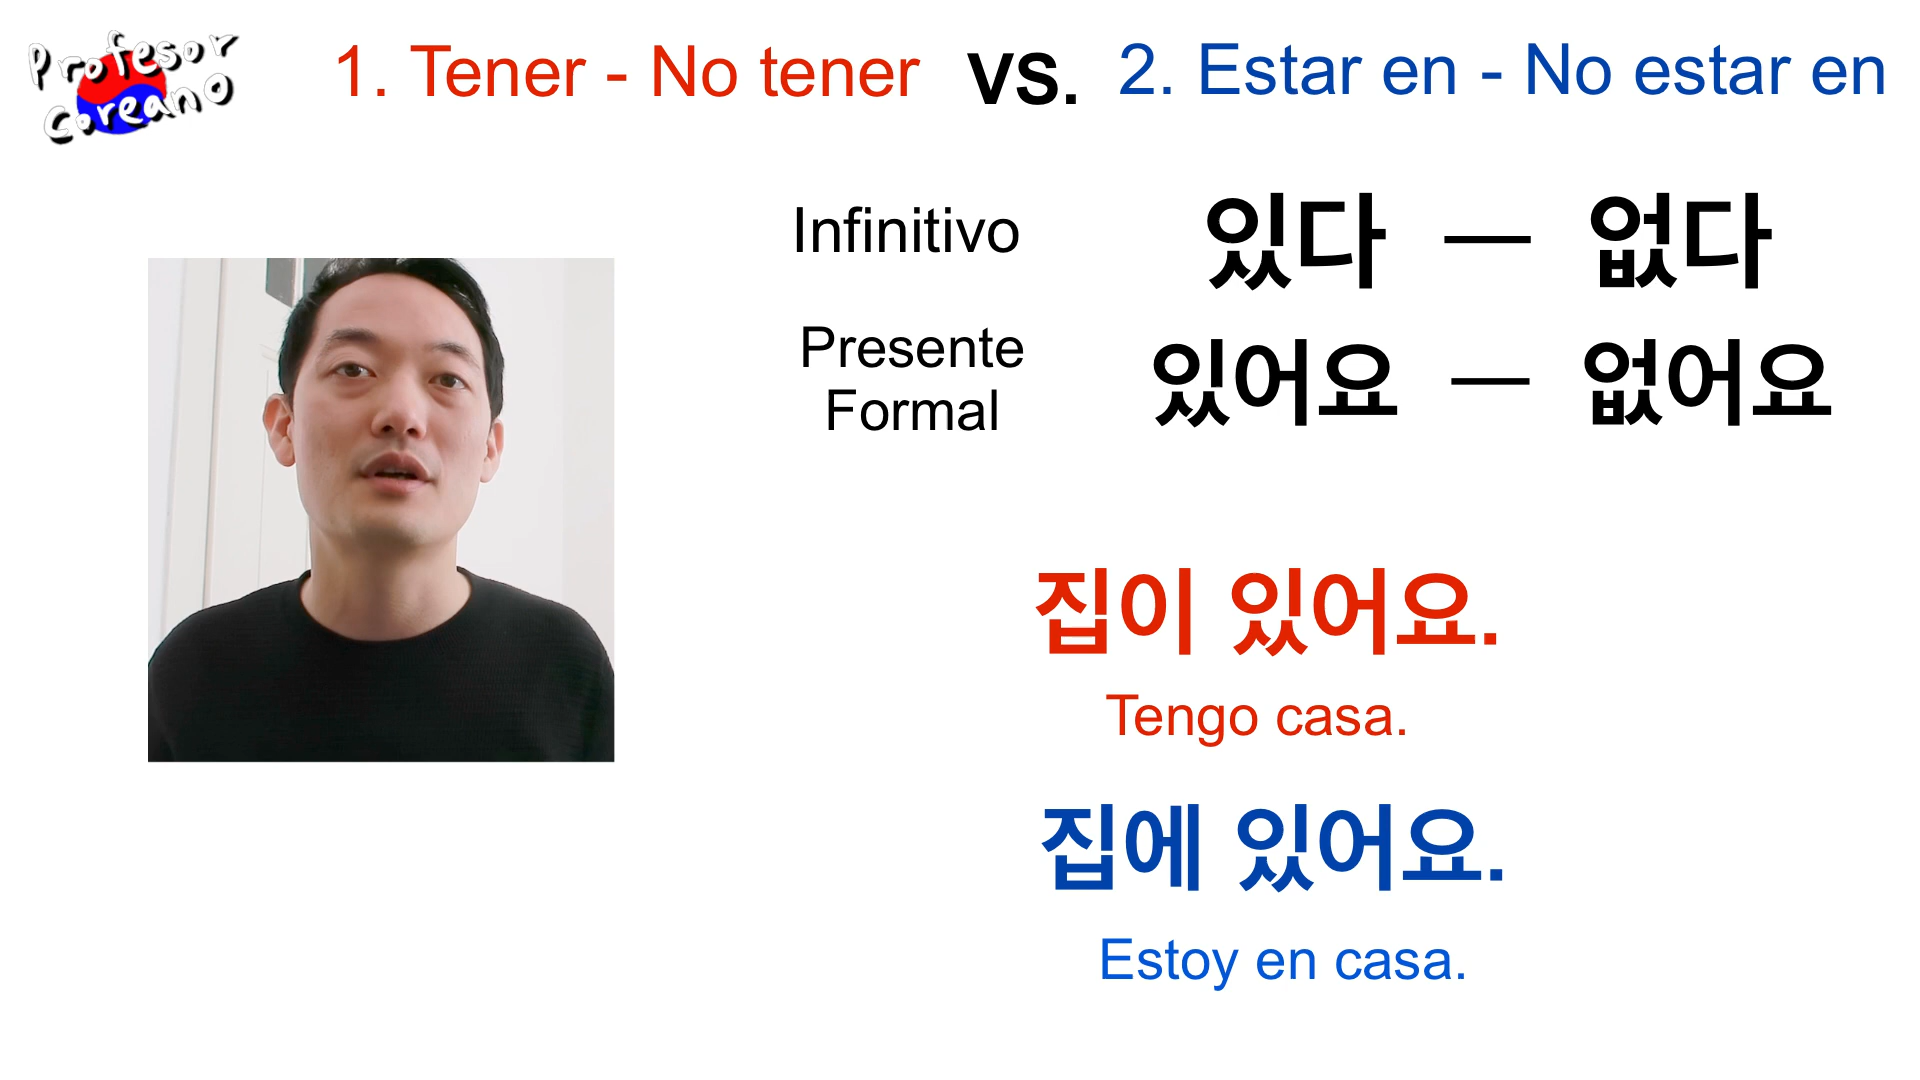 Profesor
Coreano
1. Tener - No tener vs. 2. Estar en - No estar en
Infinitivo 있다 — 없다
Presente
Formal
있어요 — 없어요
집이 있어요.
Tengo casa.
집에 있어요.
Estoy en casa.